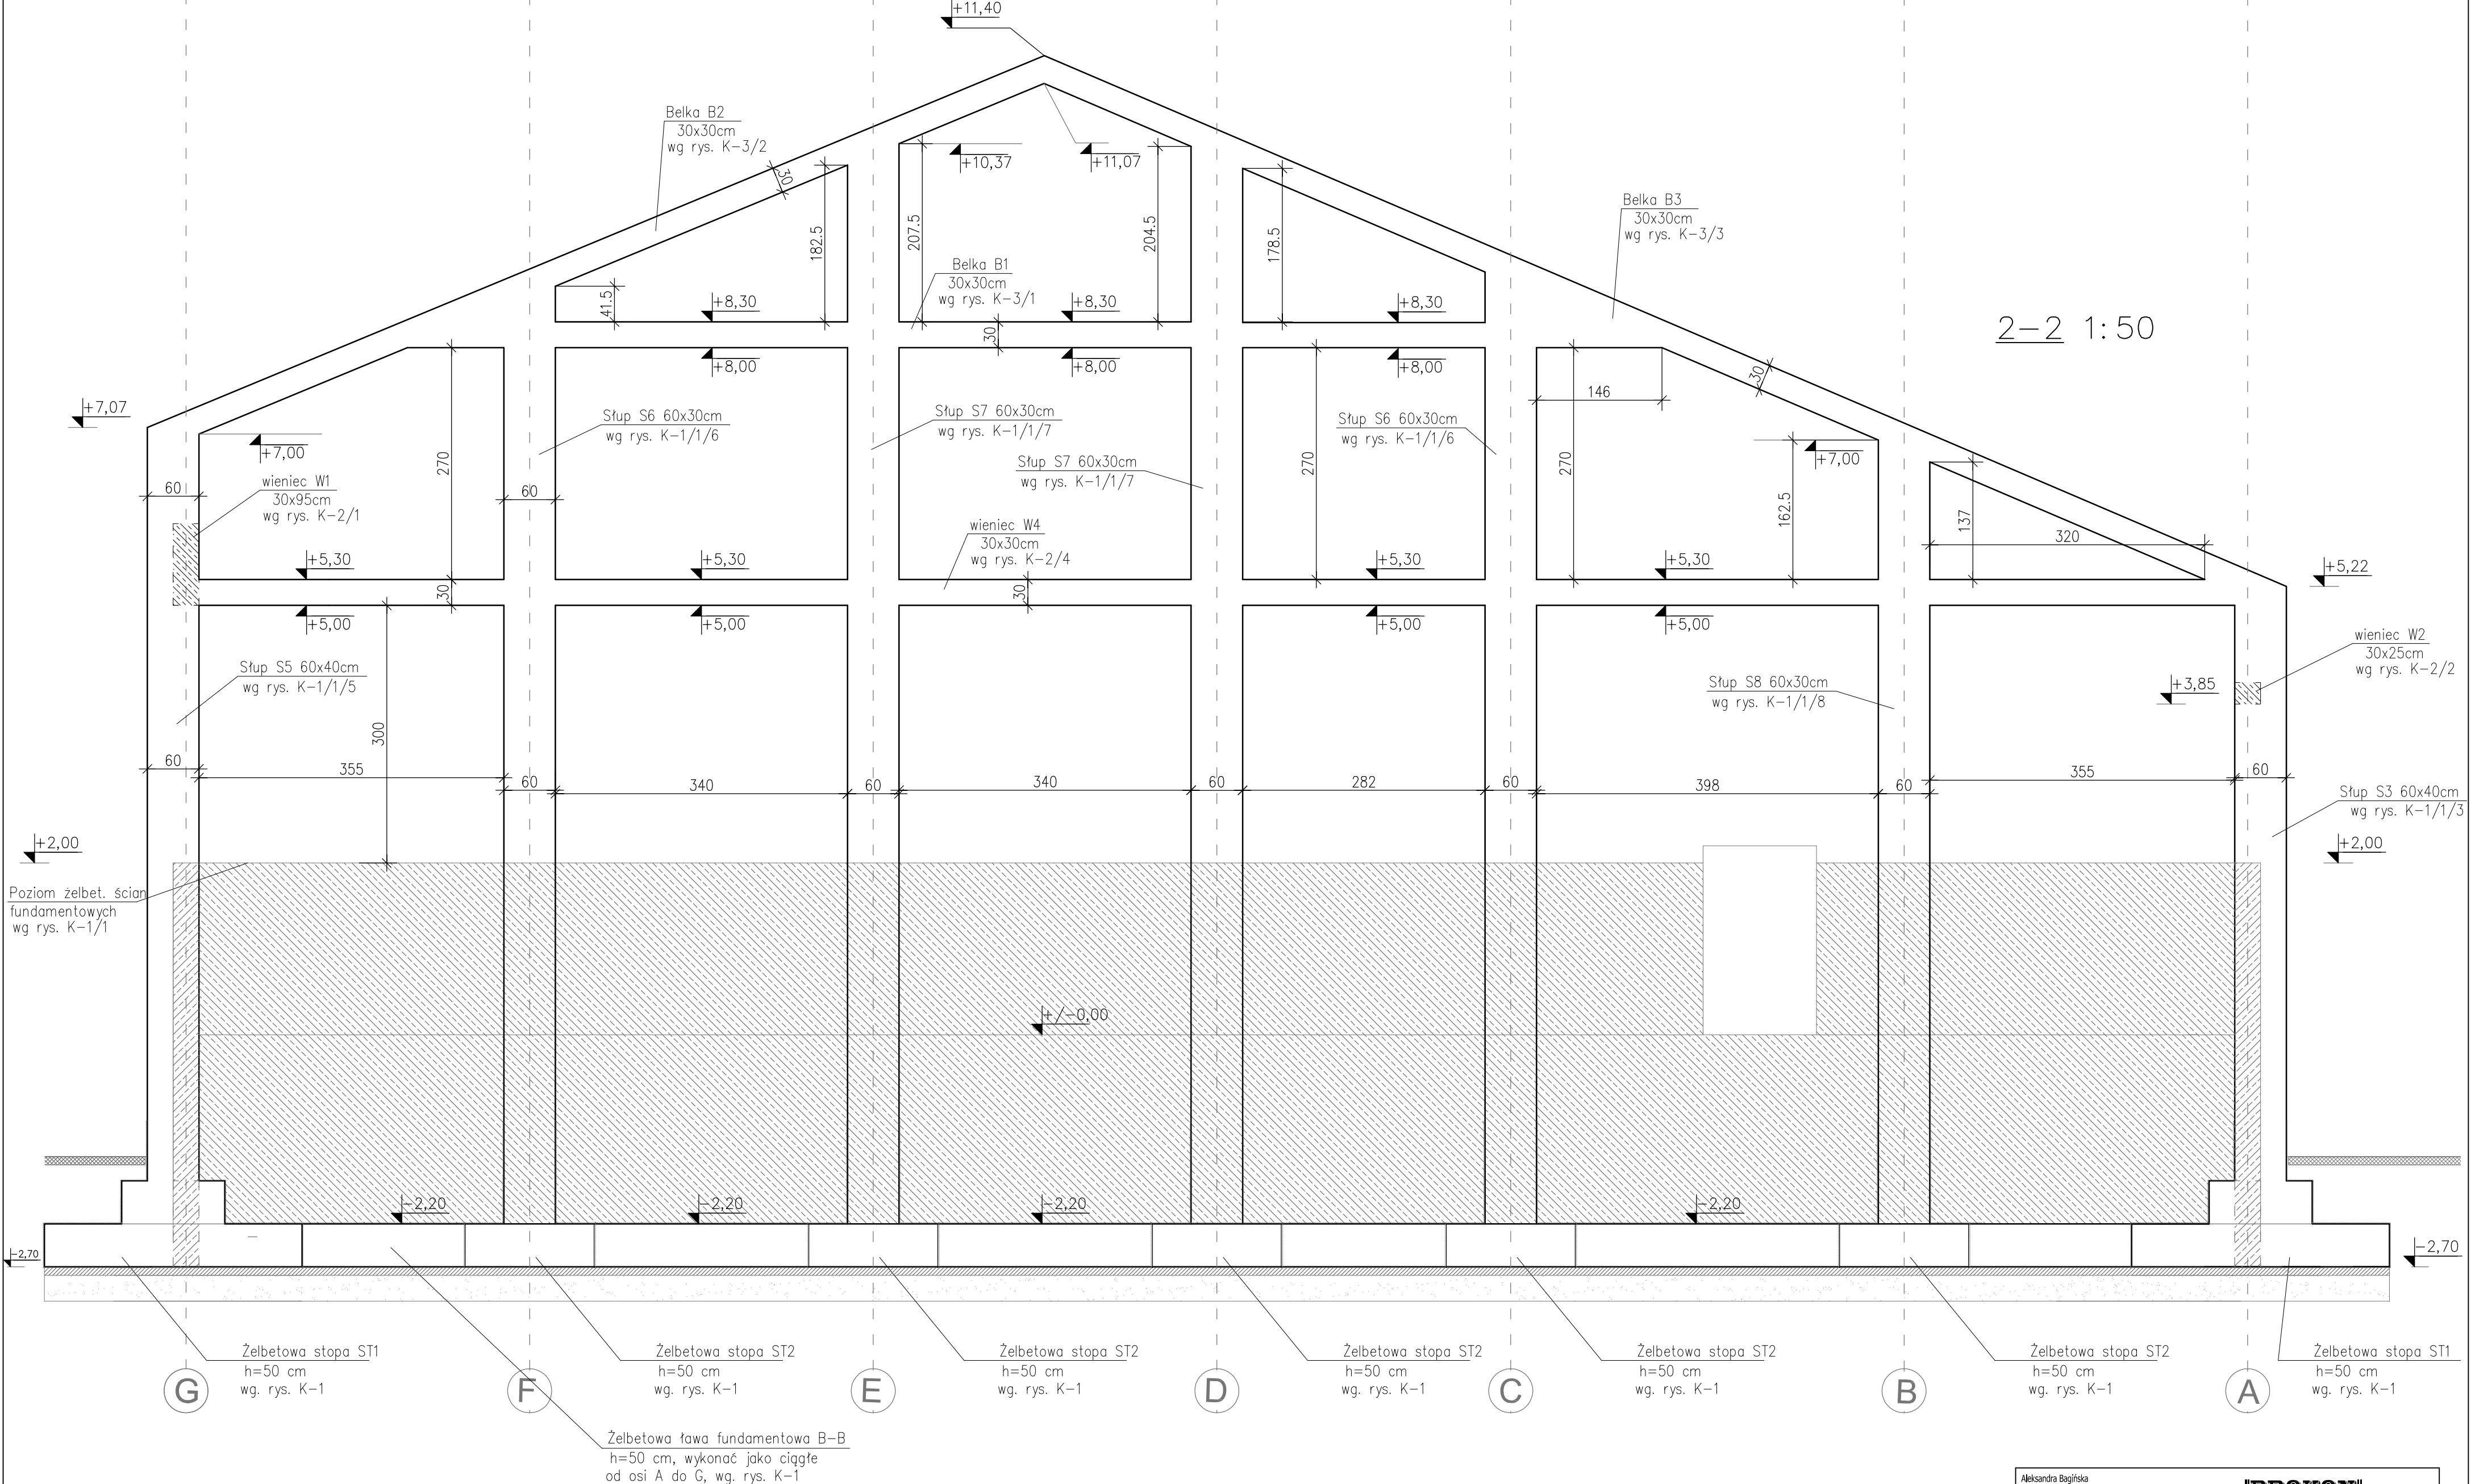 +11,40
Belka B2
30x30cm
wg rys. K-3/2
30
182.5
207.5
+10,37
+11,07
204.5
178.5
Belka B3
30x30cm
wg rys. K-3/3
41.5
+8,30
Belka B1
30x30cm
wg rys. K-3/1
+8,30
+8,30
30
2-2 1:50
+8,00
+8,00
+8,00
30
146
+7,07
Słup S6 60x30cm
wg rys. K-1/1/6
Słup S7 60x30cm
wg rys. K-1/1/7
Słup S6 60x30cm
wg rys. K-1/1/6
+7,00
270
Słup S7 60x30cm
wg rys. K-1/1/7
270
270
+7,00
60
wieniec W1
30x95cm
wg rys. K-2/1
60
162.5
137
320
wieniec W4
30x30cm
wg rys. K-2/4
+5,30
+5,30
+5,30
+5,30
+5,22
30
30
+5,00
+5,00
+5,00
+5,00
wieniec W2
30x25cm
wg rys. K-2/2
Słup S5 60x40cm
wg rys. K-1/1/5
Słup S8 60x30cm
wg rys. K-1/1/8
+3,85
300
60
355
60
340
60
340
60
282
60
398
60
355
60
Słup S3 60x40cm
wg rys. K-1/1/3
+2,00
+2,00
Poziom żelbet. ścian
fundamentowych
wg rys. K-1/1
+/-0,00
-2,20
-2,20
-2,20
-2,20
-2,70
-2,70
Żelbetowa stopa ST1
h=50 cm
wg. rys. K-1
Żelbetowa stopa ST2
h=50 cm
wg. rys. K-1
Żelbetowa stopa ST2
h=50 cm
wg. rys. K-1
Żelbetowa stopa ST2
h=50 cm
wg. rys. K-1
Żelbetowa stopa ST2
h=50 cm
wg. rys. K-1
Żelbetowa stopa ST2
h=50 cm
wg. rys. K-1
Żelbetowa stopa ST1
h=50 cm
wg. rys. K-1
G
F
E
D
C
B
A
Żelbetowa ława fundamentowa B-B
h=50 cm, wykonać jako ciągłe
od osi A do G, wg. rys. K-1
Aleksandra Bagińska